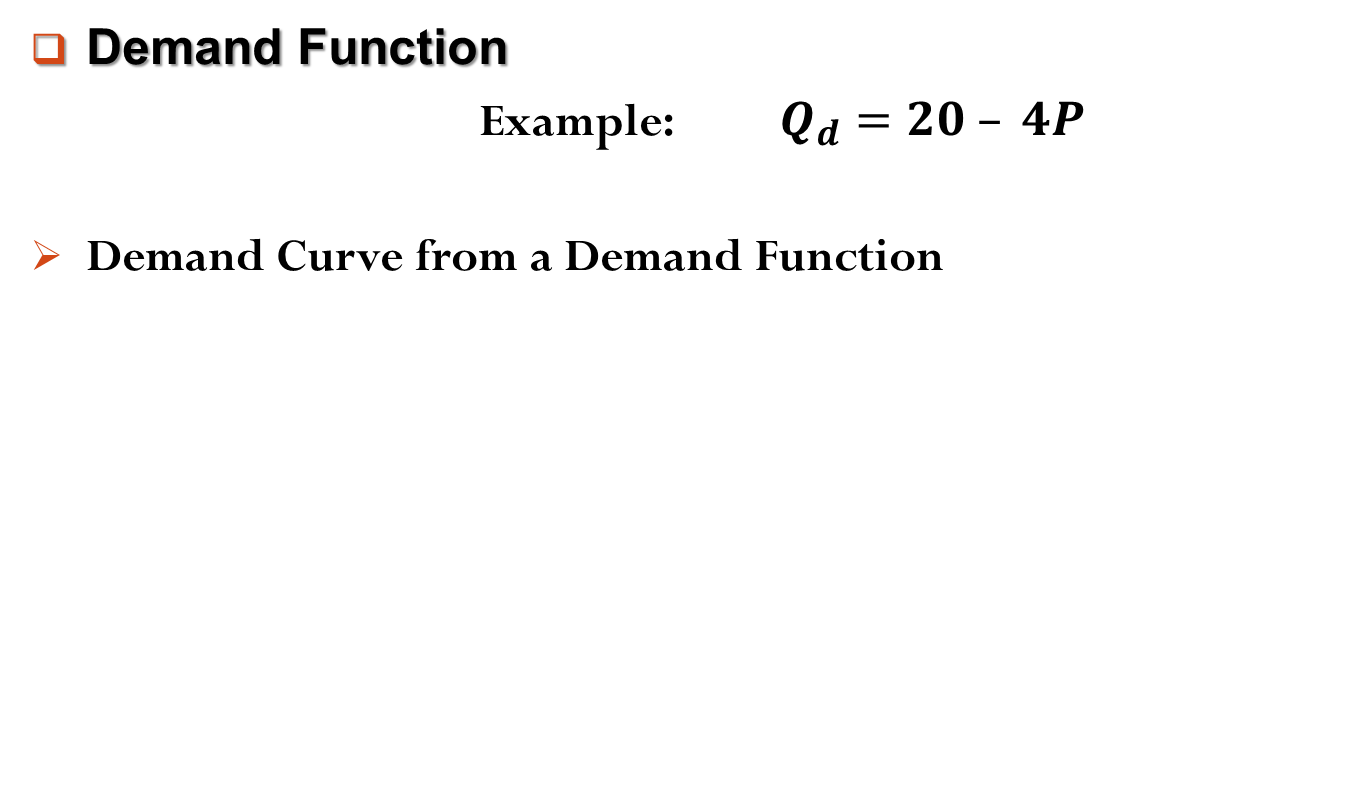 Demand Function
Example: Q_d = 20 – 4P
Demand Curve from a Demand Function